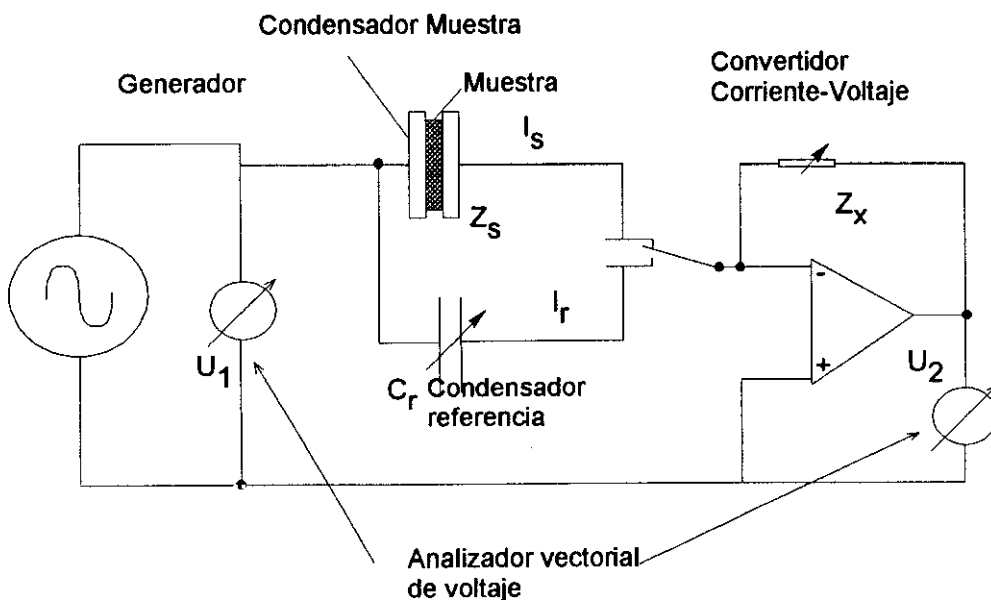 Condensador Muestra
Generador
Muestra
Convertidor
Corriente-Voltaje
I_s
Z_s
Z_x
I_r
-
+
U_1
U_2
C_r Condensador
referencia
Analizador vectorial
de voltaje